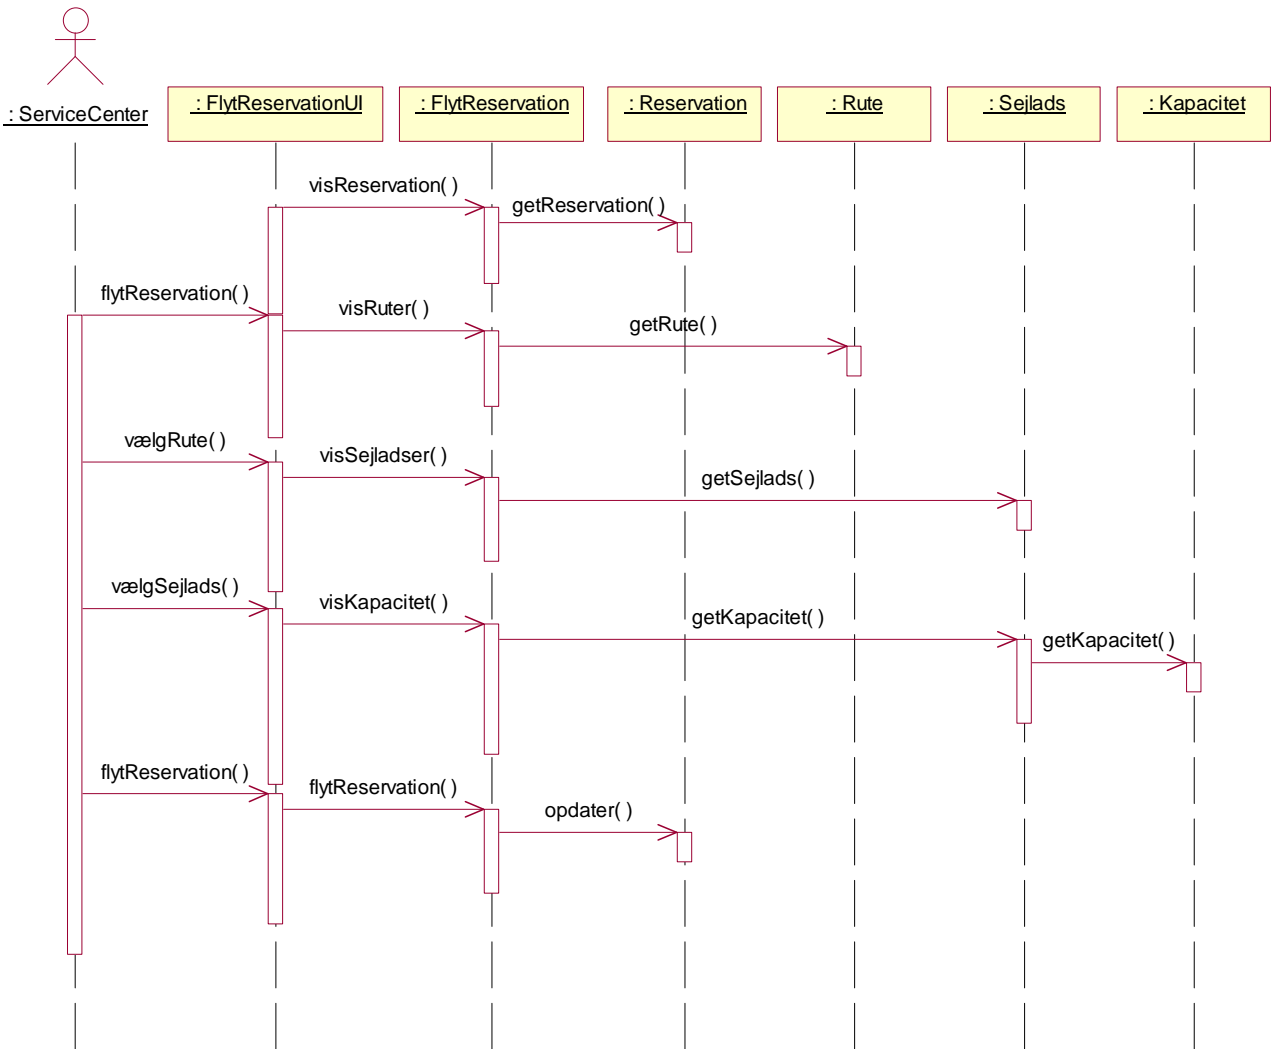 : ServiceCenter
: FlytReservationUI
: FlytReservation
: Reservation
: Rute
: Sejlads
: Kapacitet
visReservation( )
getReservation( )
flytReservation( )
visRuter( )
getRute( )
vælgRute( )
visSejladser( )
getSejlads( )
vælgSejlads( )
visKapacitet( )
getKapacitet( )
getKapacitet( )
flytReservation( )
flytReservation( )
opdater( )